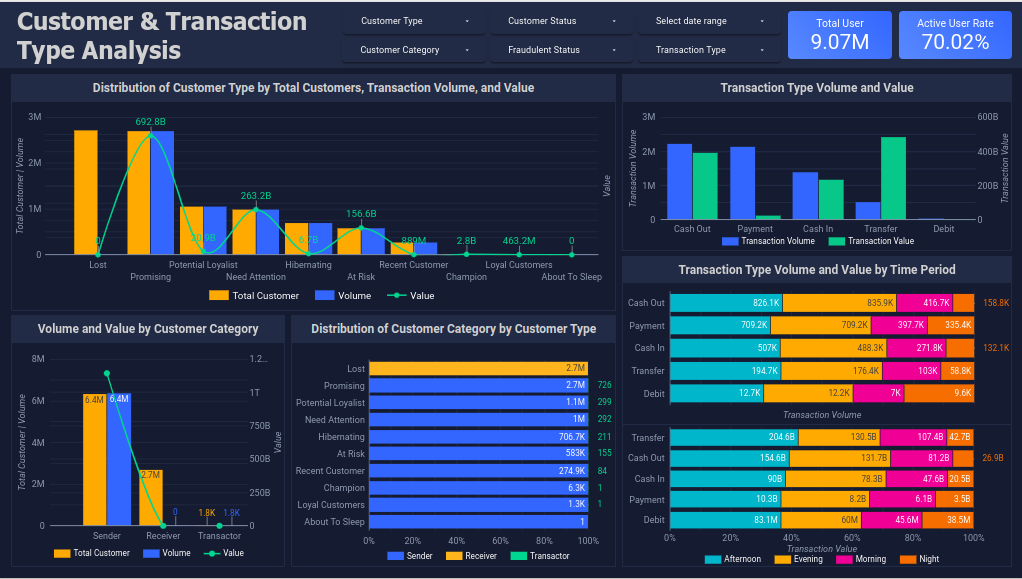 Customer & Transaction
Type Analysis
Customer Type
Customer Status
Select date range
Customer Category
Fraudulent Status
Transaction Type
Total User
9.07M
Active User Rate
70.02%
Distribution of Customer Type by Total Customers, Transaction Volume, and Value
Total Customer | Volume
3M
2M
1M
0
Value
0
692.8B
263.2B
6.7B
156.6B
889M
2.8B
463.2M
0
Lost
Promising
Potential Loyalist
Need Attention
Hibernating
At Risk
Recent Customer
Champion
Loyal Customers
About To Sleep
Total Customer
Volume
Value
Transaction Type Volume and Value
Transaction Volume
3M
2M
1M
0
600B
400B
200B
0
Transaction Value
Cash Out
Payment
Cash In
Transfer
Debit
Transaction Volume
Transaction Value
Volume and Value by Customer Category
Total Customer | Volume
8M
6M
4M
2M
0
1.2...
1T
750B
500B
250B
0
Value
6.4M
6.4M
2.7M
0
1.8K
1.8K
Sender
Receiver
Transactor
Total Customer
Volume
Value
Distribution of Customer Category by Customer Type
Lost 2.7M
Promising 2.7M 726
Potential Loyalist 1.1M 299
Need Attention 1M 292
Hibernating 706.7K 211
At Risk 583K 155
Recent Customer 274.9K 84
Champion 6.3K 1
Loyal Customers 1.3K 1
About To Sleep 1
0% 20% 40% 60% 80% 100%
Sender
Receiver
Transactor
Transaction Type Volume and Value by Time Period
Cash Out 826.1K 835.9K 416.7K 158.8K
Payment 709.2K 709.2K 397.7K 335.4K
Cash In 507K 488.3K 271.8K 132.1K
Transfer 194.7K 176.4K 103K 58.8K
Debit 12.7K 12.2K 7K 9.6K
Transaction Volume
Transfer 204.6B 130.5B 107.4B 42.7B
Cash Out 154.6B 131.7B 81.2B 26.9B
Cash In 90B 78.3B 47.6B 20.5B
Payment 10.3B 8.2B 6.1B 3.5B
Debit 83.1M 60M 45.6M 38.5M
0% 20% 40% 60% 80% 100%
Transaction Value
Afternoon
Evening
Morning
Night